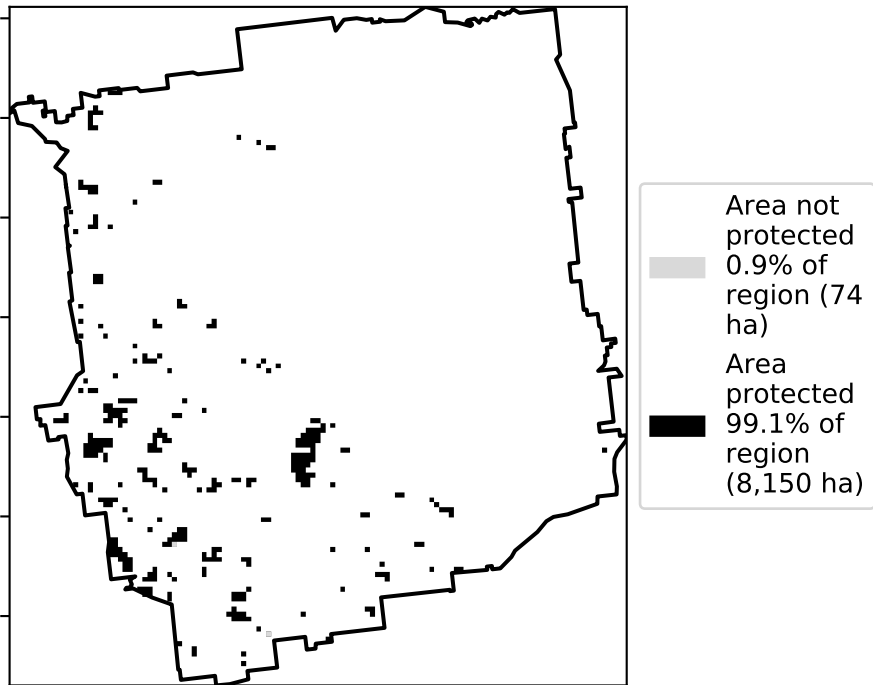 Area not
protected
0.9% of
region (74
ha)
Area
protected
99.1% of
region
(8,150 ha)